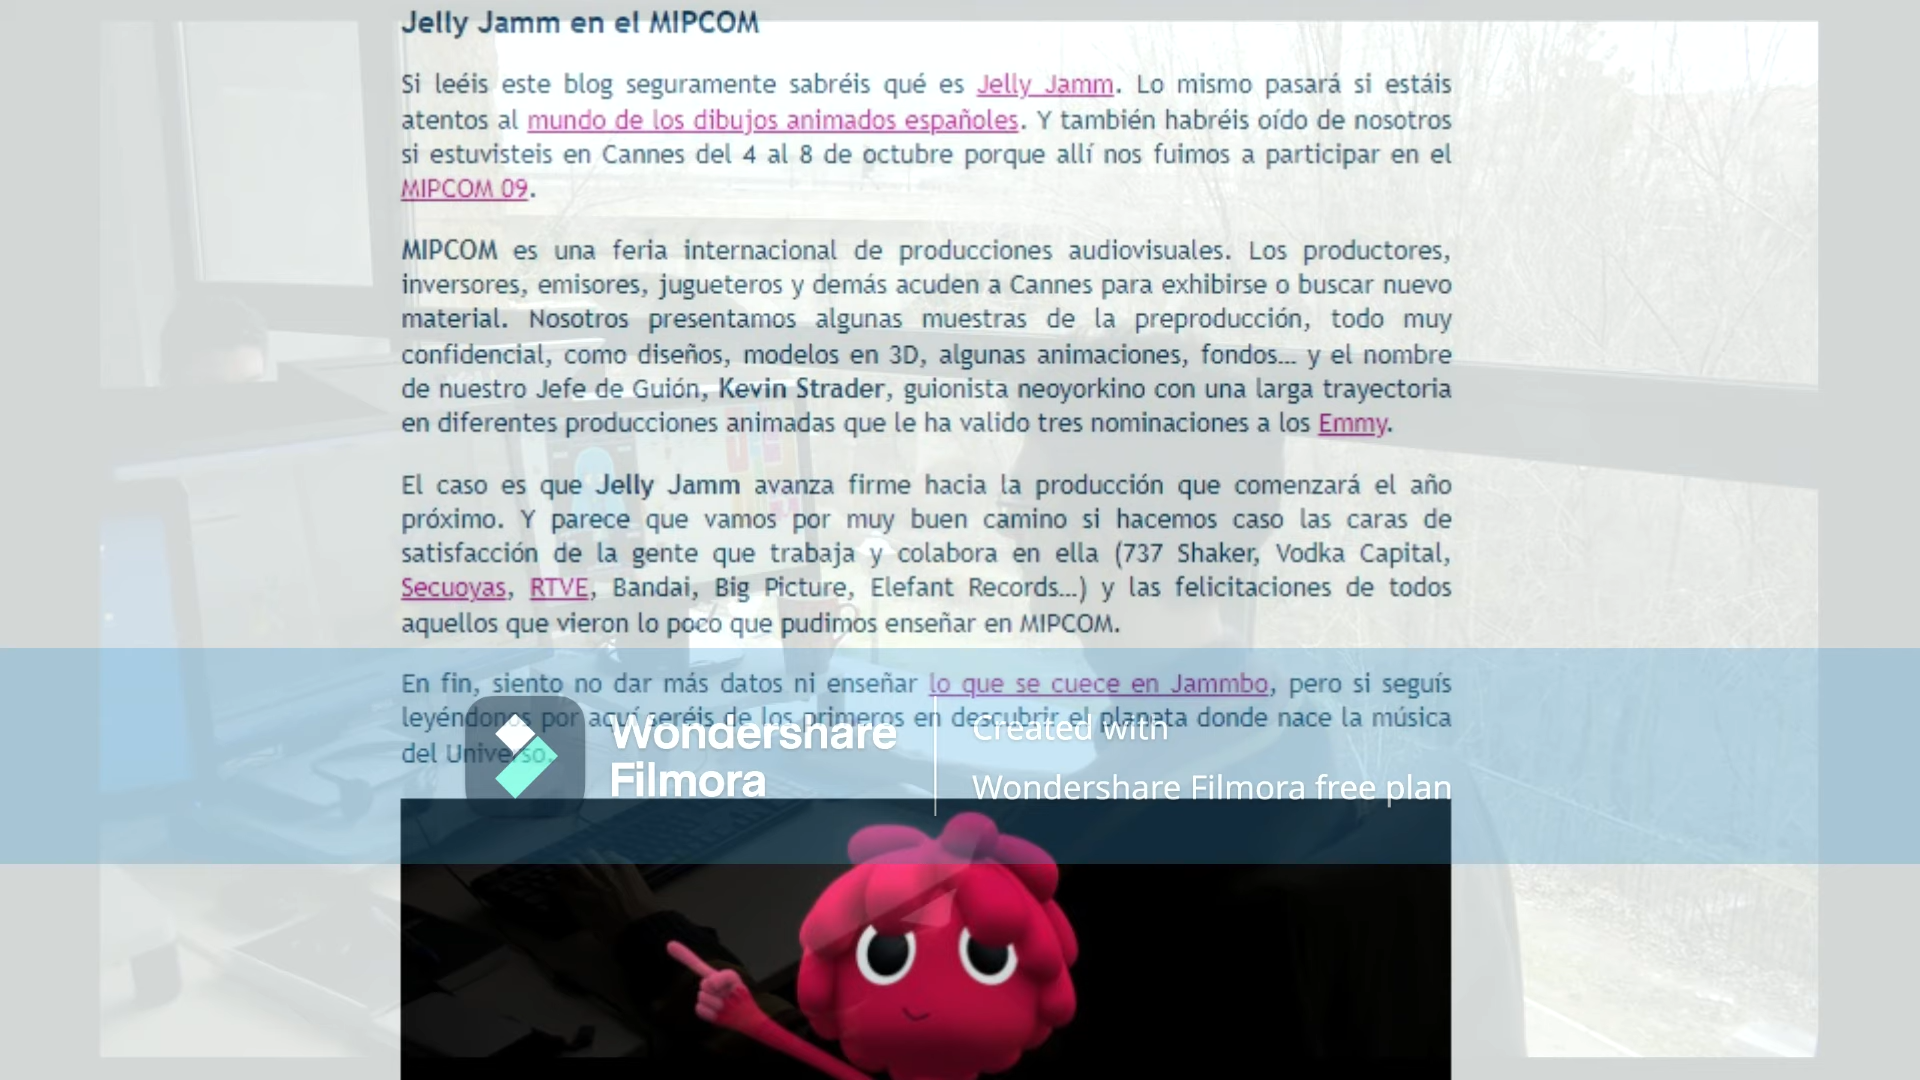 Jelly Jamm en el MIPCOM
Si leéis este blog seguramente sabréis qué es Jelly Jamm. Lo mismo pasará si estáis
atentos al mundo de los dibujos animados españoles. Y también habréis oído de nosotros
si estuvisteis en Cannes del 4 al 8 de octubre porque allí nos fuimos a participar en el
MIPCOM 09.
MIPCOM es una feria internacional de producciones audiovisuales. Los productores,
inversores, emisores, jugueteros y demás acuden a Cannes para exhibirse o buscar nuevo
material. Nosotros presentamos algunas muestras de la preproducción, todo muy
confidencial, como diseños, modelos en 3D, algunas animaciones, fondos... y el nombre
de nuestro Jefe de Guión, Kevin Strader, guionista neoyorkino con una larga trayectoria
en diferentes producciones animadas que le ha valido tres nominaciones a los Emmy.
El caso es que Jelly Jamm avanza firme hacia la producción que comenzará el año
próximo. Y parece que vamos por muy buen camino si hacemos caso las caras de
satisfacción de la gente que trabaja y colabora en ella (737 Shaker, Vodka Capital,
Secuoyas, RTVE, Bandai, Big Picture, Elefant Records...) y las felicitaciones de todos
aquellos que vieron lo poco que pudimos enseñar en MIPCOM.
En fin, siento no dar más datos ni enseñar lo que se cuece en Jammbo, pero si seguís
leyéndonos por aquí seréis de los primeros en descubrir el planeta donde nace la música
del Universo.
Wondershare
Filmora
Created with
Wondershare Filmora free plan